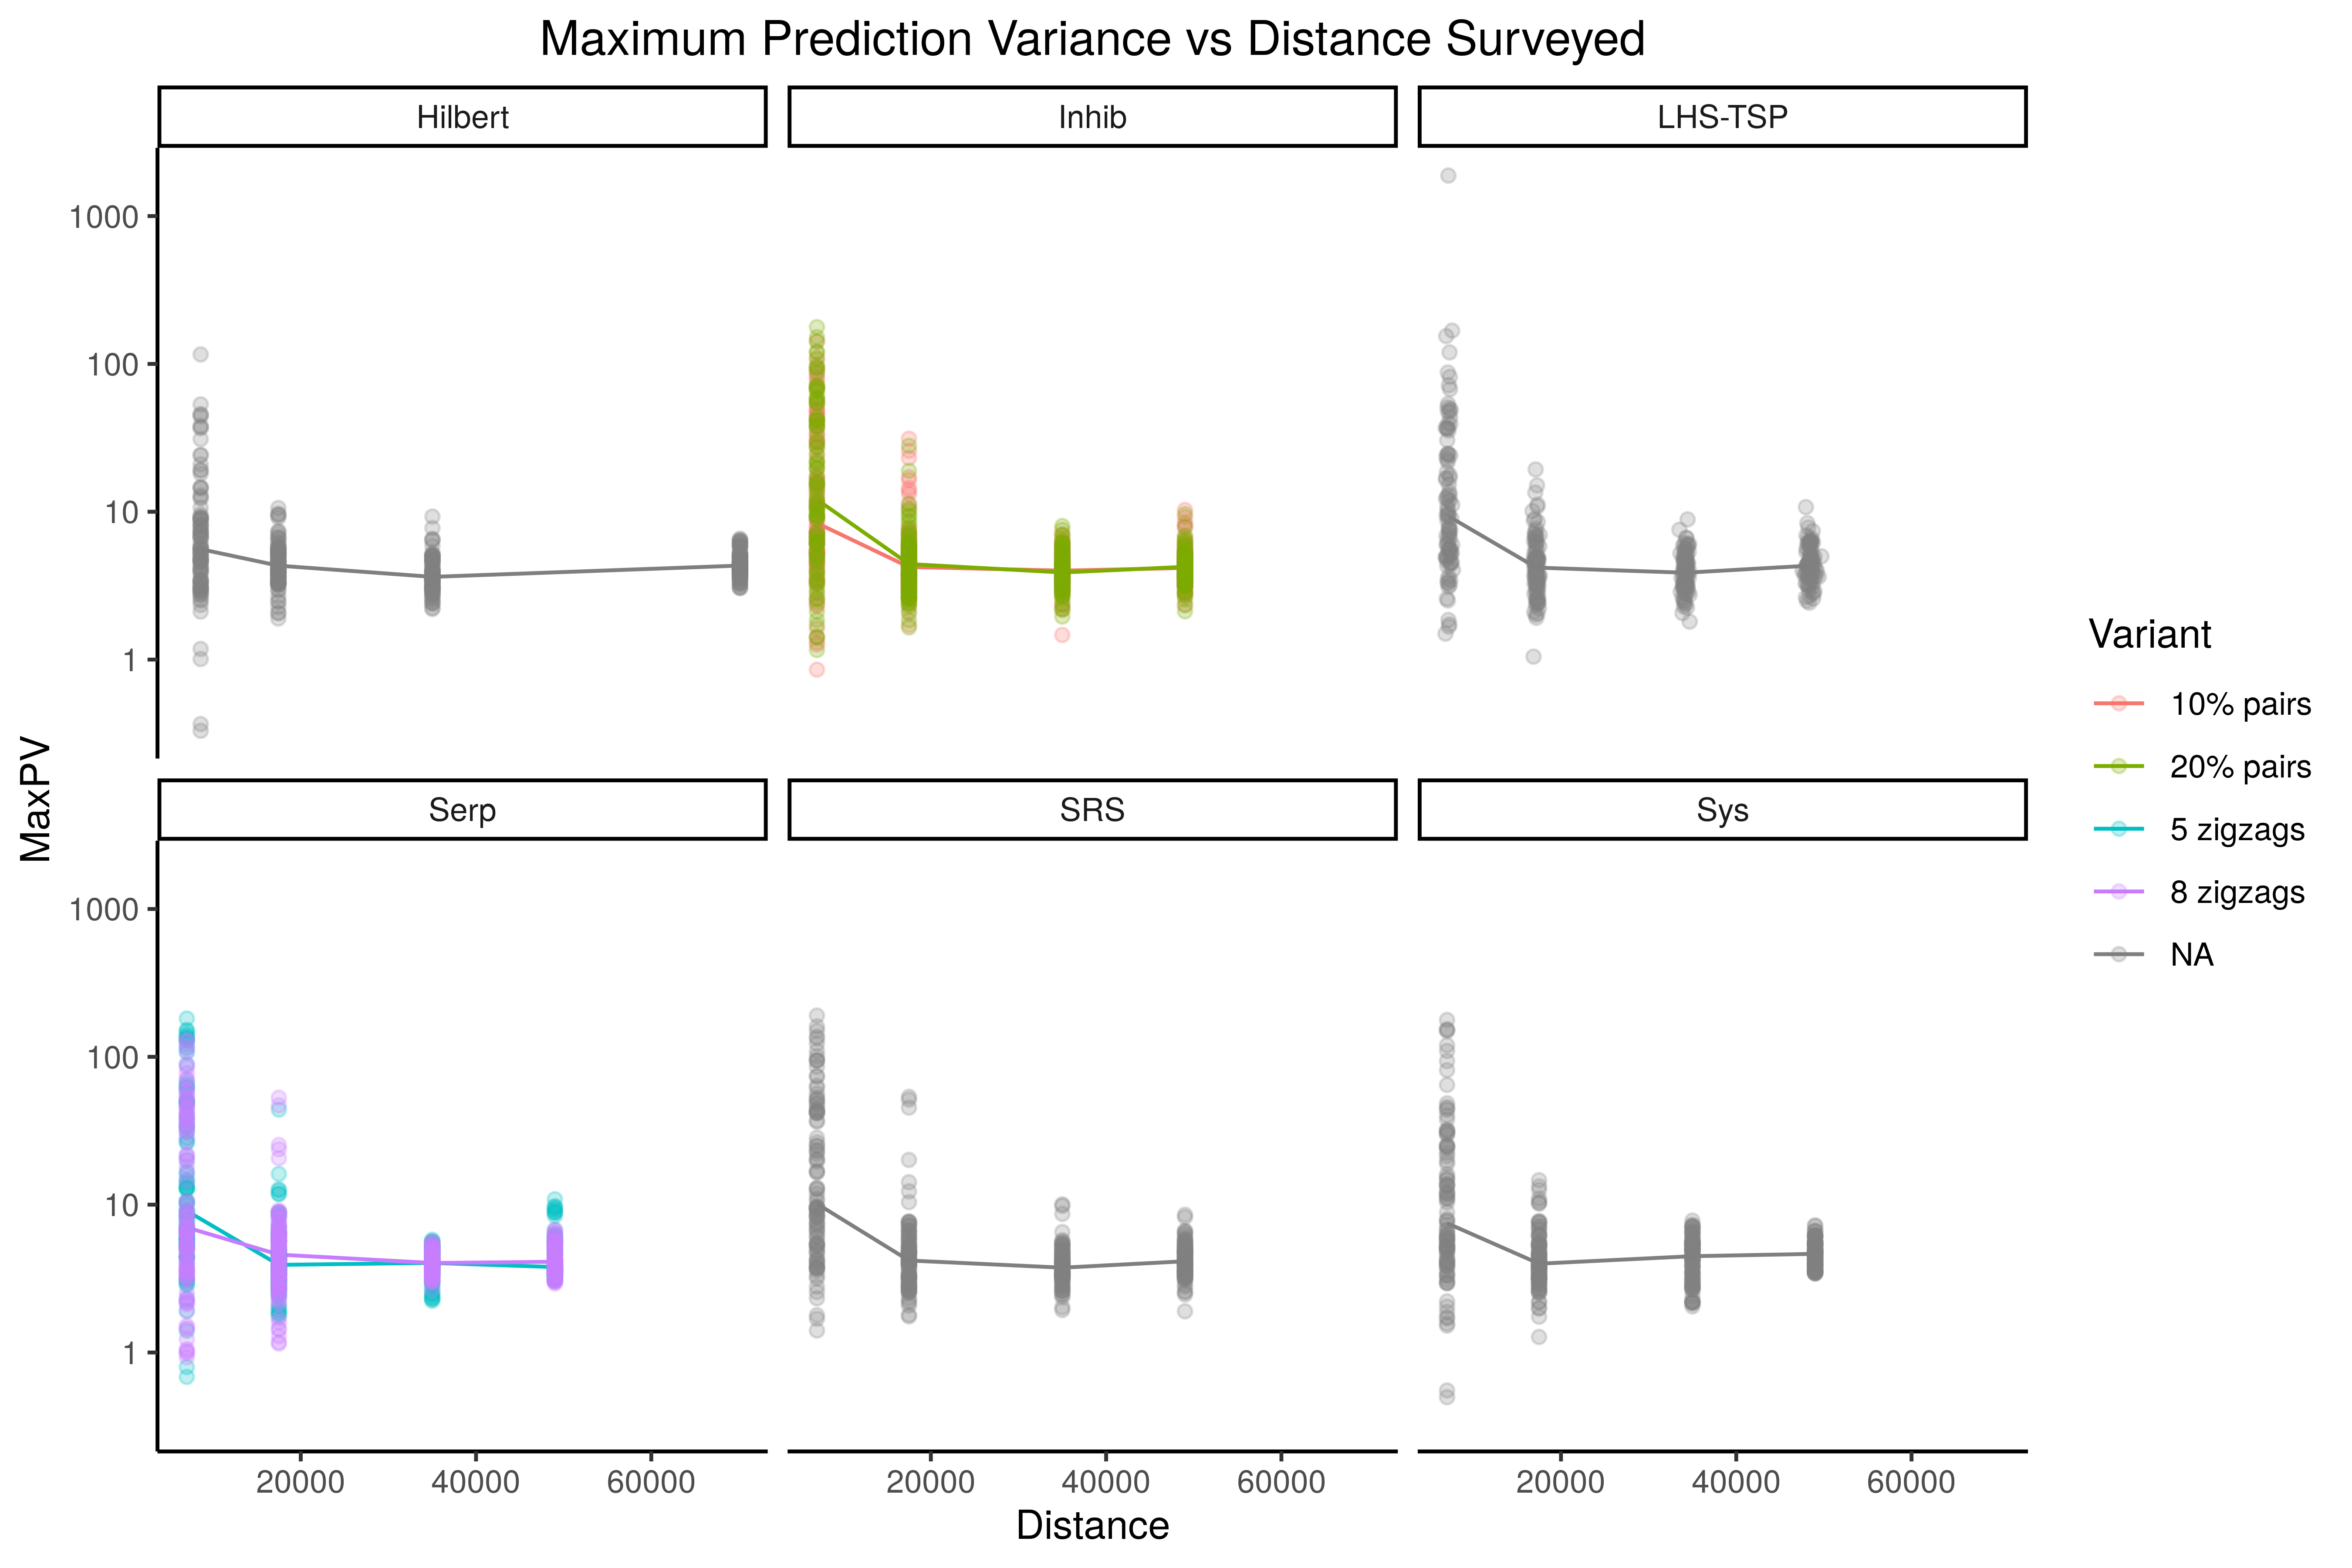 Maximum Prediction Variance vs Distance Surveyed
Hilbert
Inhib
LHS-TSP
1000
100
10
1
Serp
SRS
Sys
1000
100
10
1
20000
40000
60000
20000
40000
60000
20000
40000
60000
Distance
MaxPV
Variant
10% pairs
20% pairs
5 zigzags
8 zigzags
NA